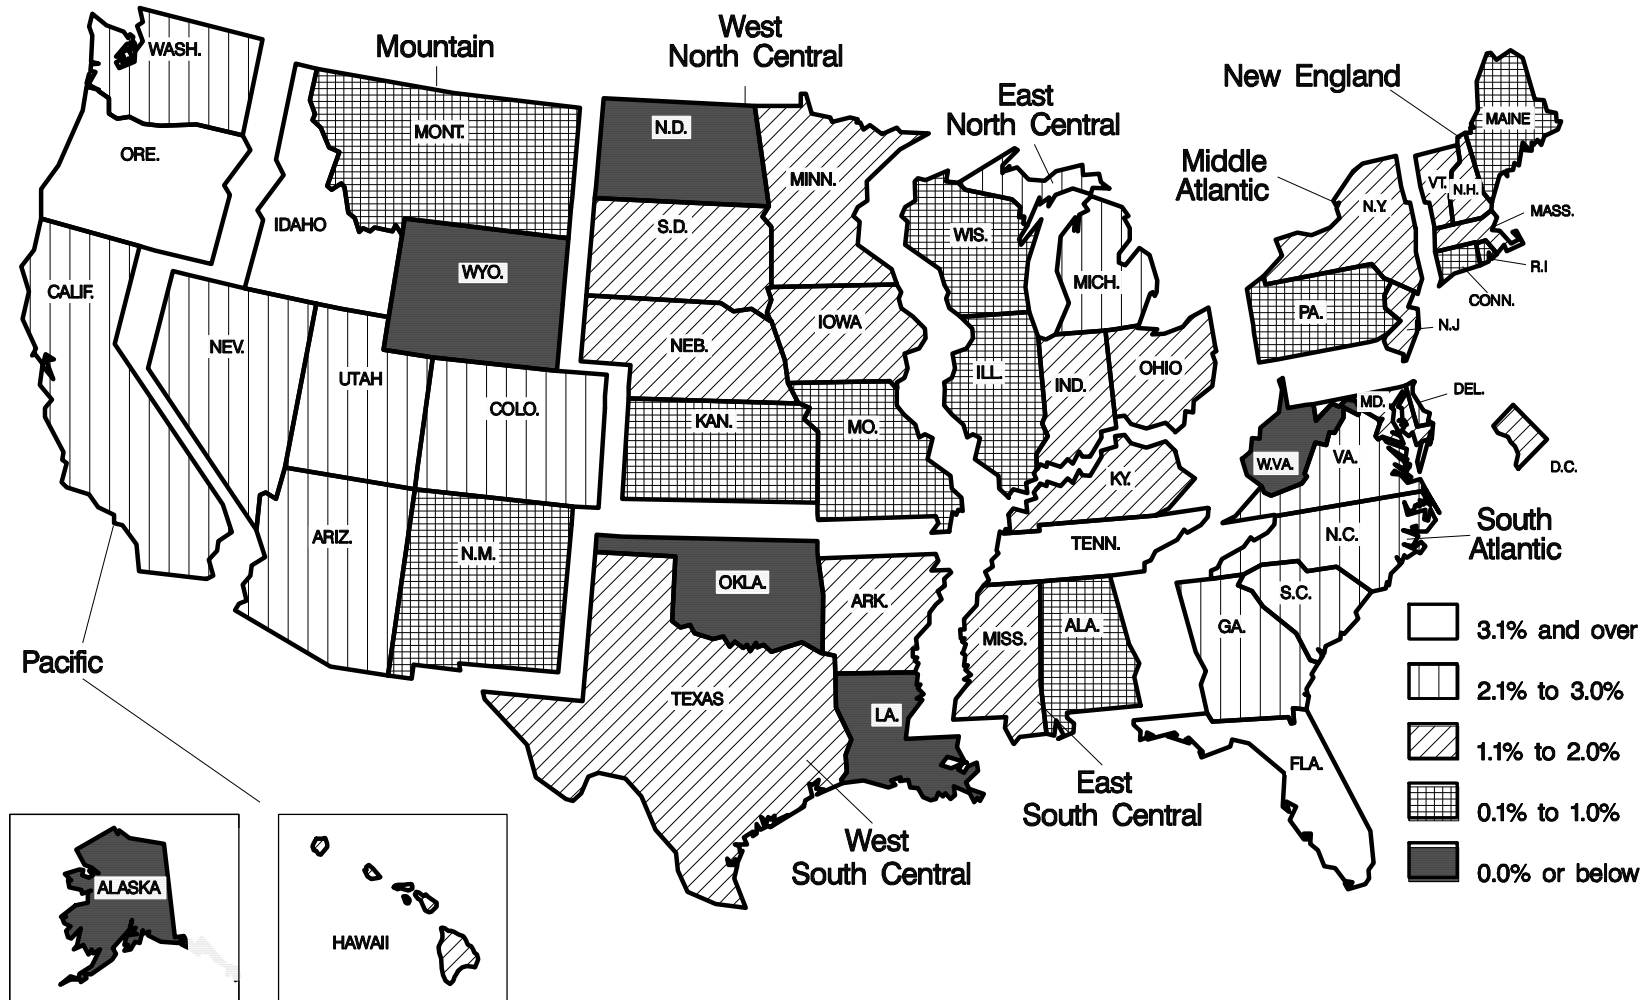 West
North Central
Mountain
WASH.
New England
East
North Central
MAINE
MONT.
N.D.
ORE.
Middle
Atlantic
MINN.
VT.
N.H.
N.Y.
MASS.
IDAHO
S.D.
WIS.
R.I
WYO.
MICH.
CALIF.
CONN.
PA.
IOWA
N.J
NEV.
NEB.
UTAH
ILL.
IND.
OHIO
COLO.
DEL.
MD.
KAN.
MO.
W.VA.
VA.
D.C.
KY.
South
Atlantic
ARIZ.
N.M.
TENN.
N.C.
OKLA.
ARK.
S.C.
MISS.
ALA.
GA.
3.1% and over
Pacific
2.1% to 3.0%
TEXAS
LA.
1.1% to 2.0%
FLA.
East
South Central
0.1% to 1.0%
West
South Central
0.0% or below
ALASKA
HAWAII